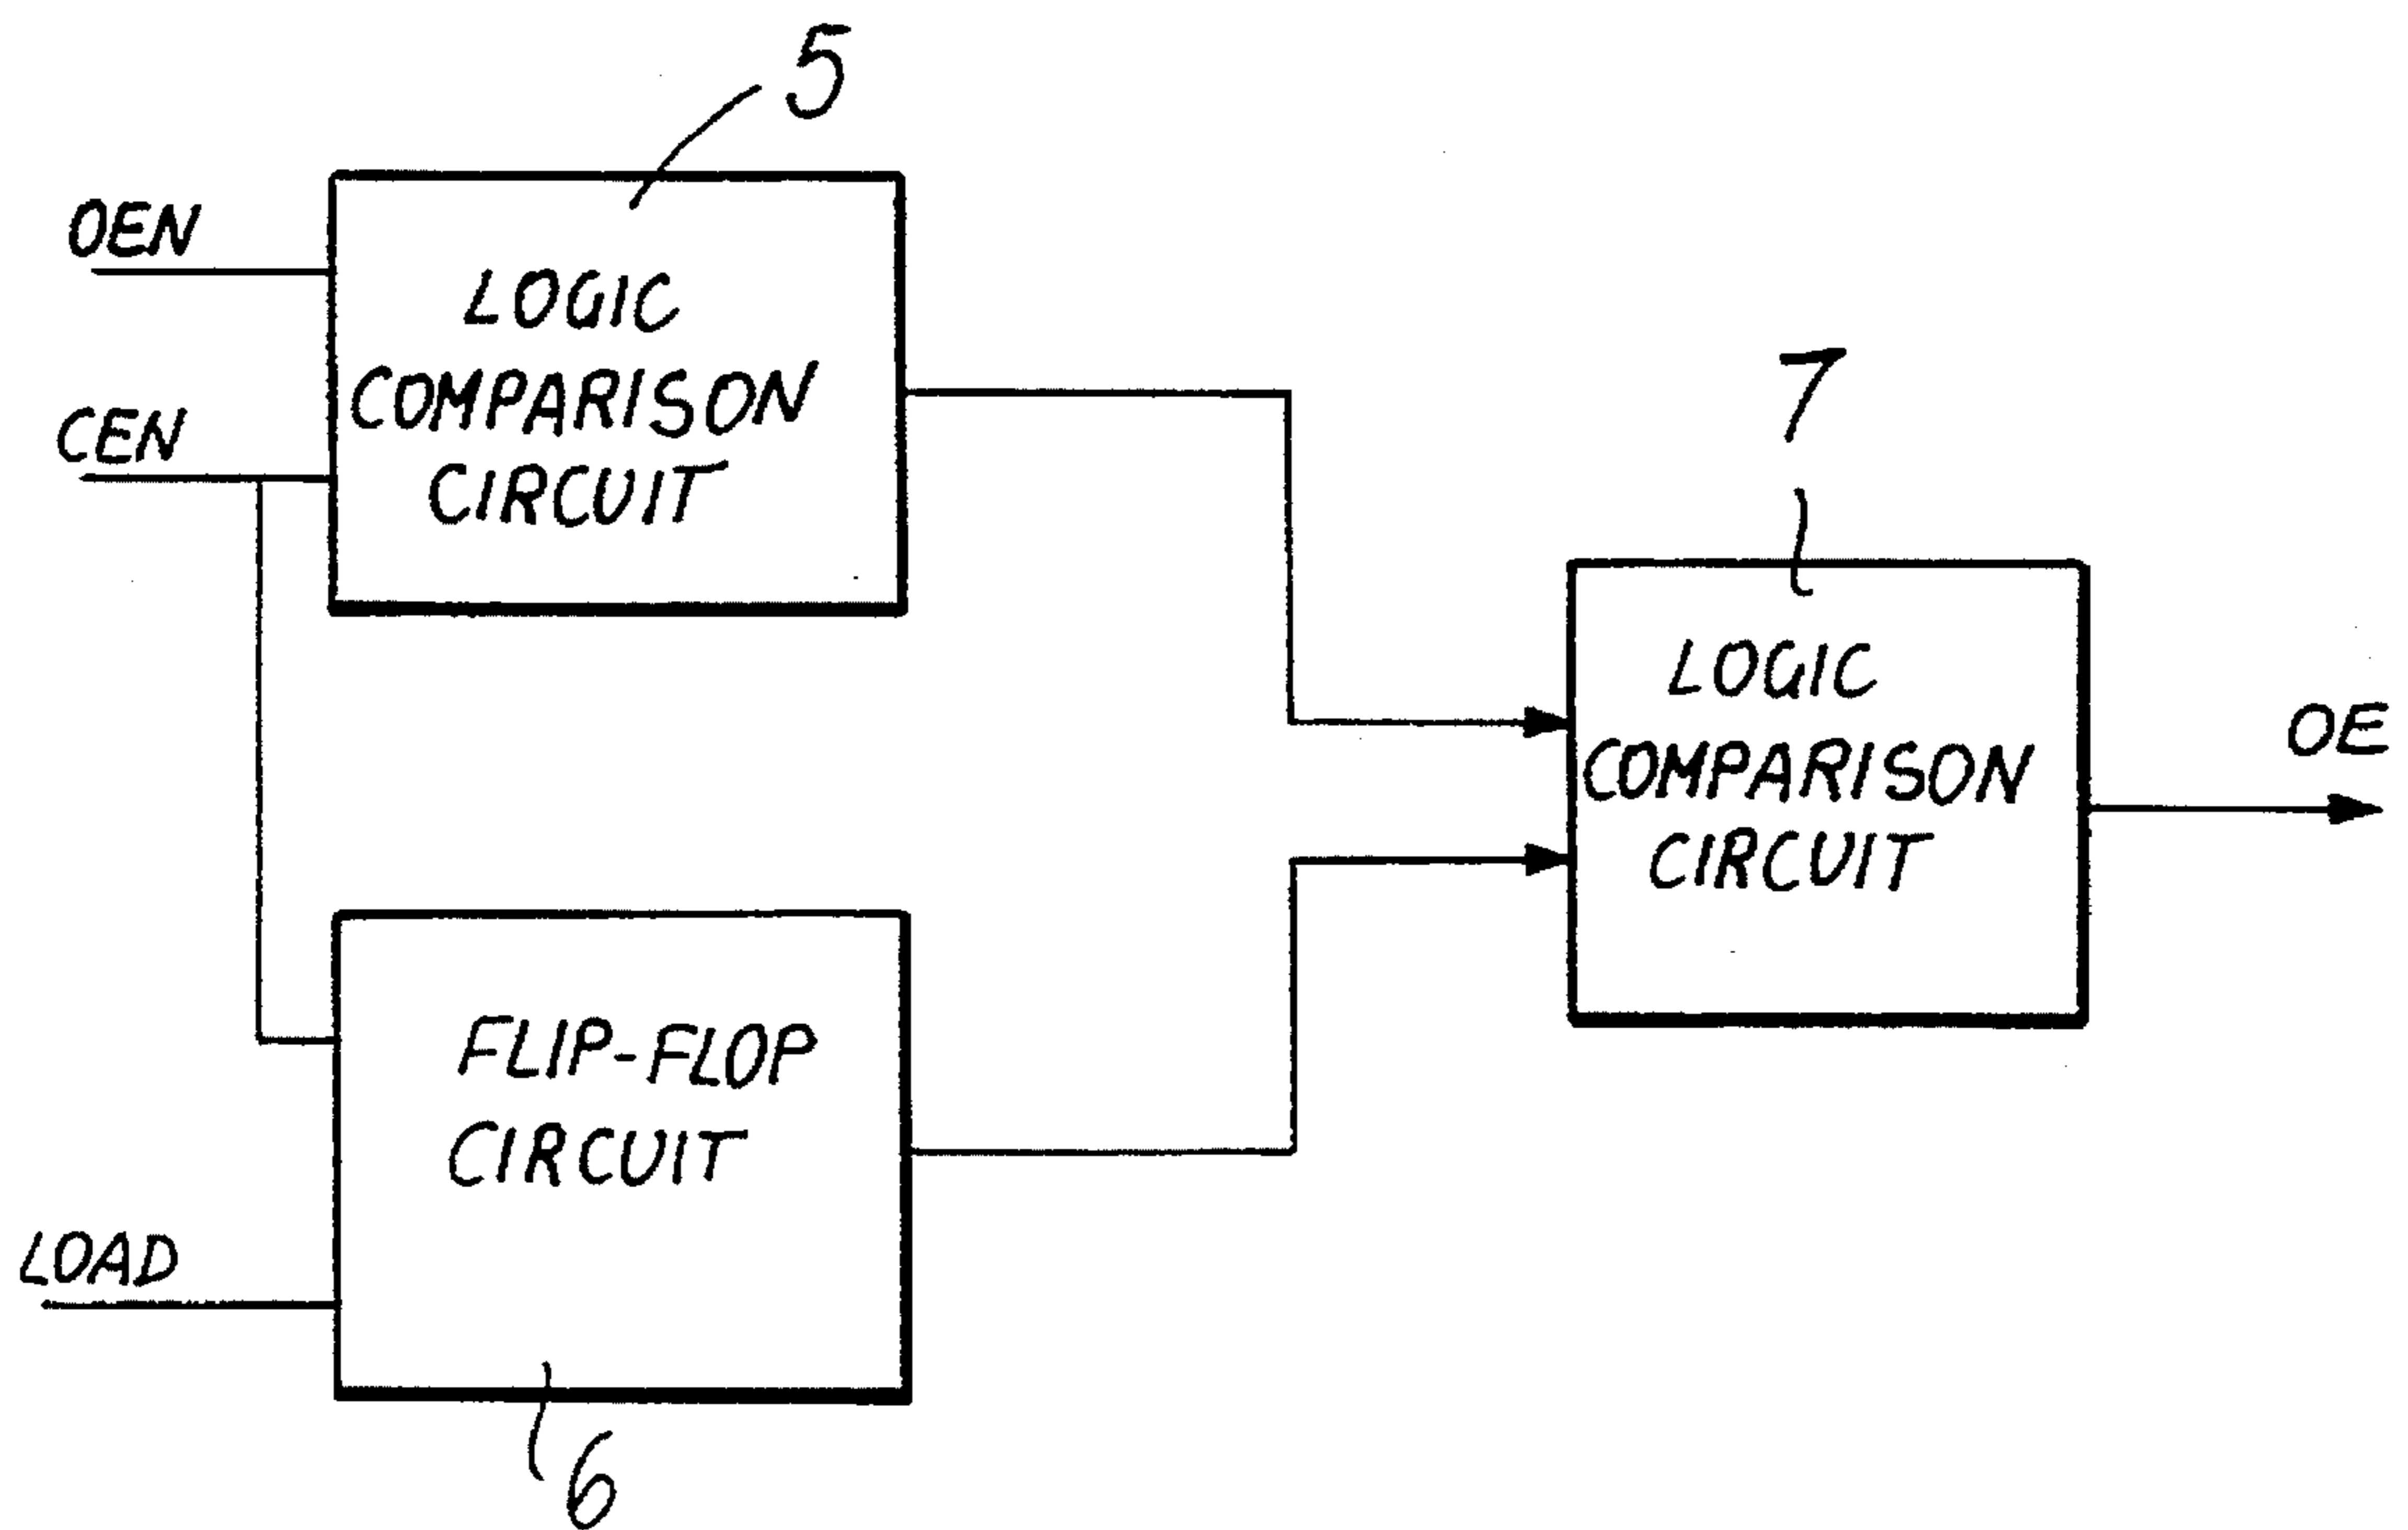 5
OEN
LOGIC
COMPARISON
CIRCUIT
CEN
7
LOGIC
COMPARISON
CIRCUIT
OE
FLIP-FLOP
CIRCUIT
LOAD
6